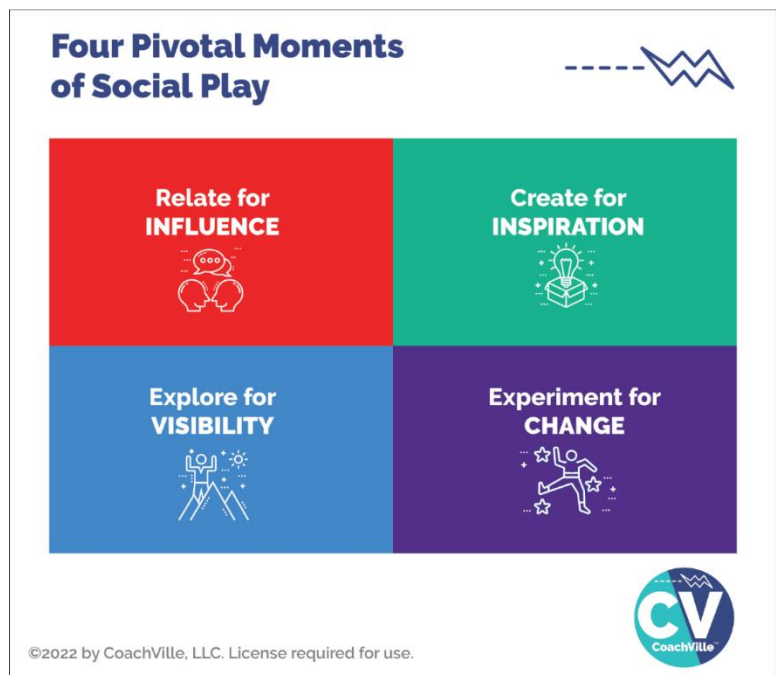 Four Pivotal Moments
of Social Play
Relate for
INFLUENCE
Create for
INSPIRATION
Explore for
VISIBILITY
Experiment for
CHANGE
CV
CoachVille™
©2022 by CoachVille, LLC. License required for use.